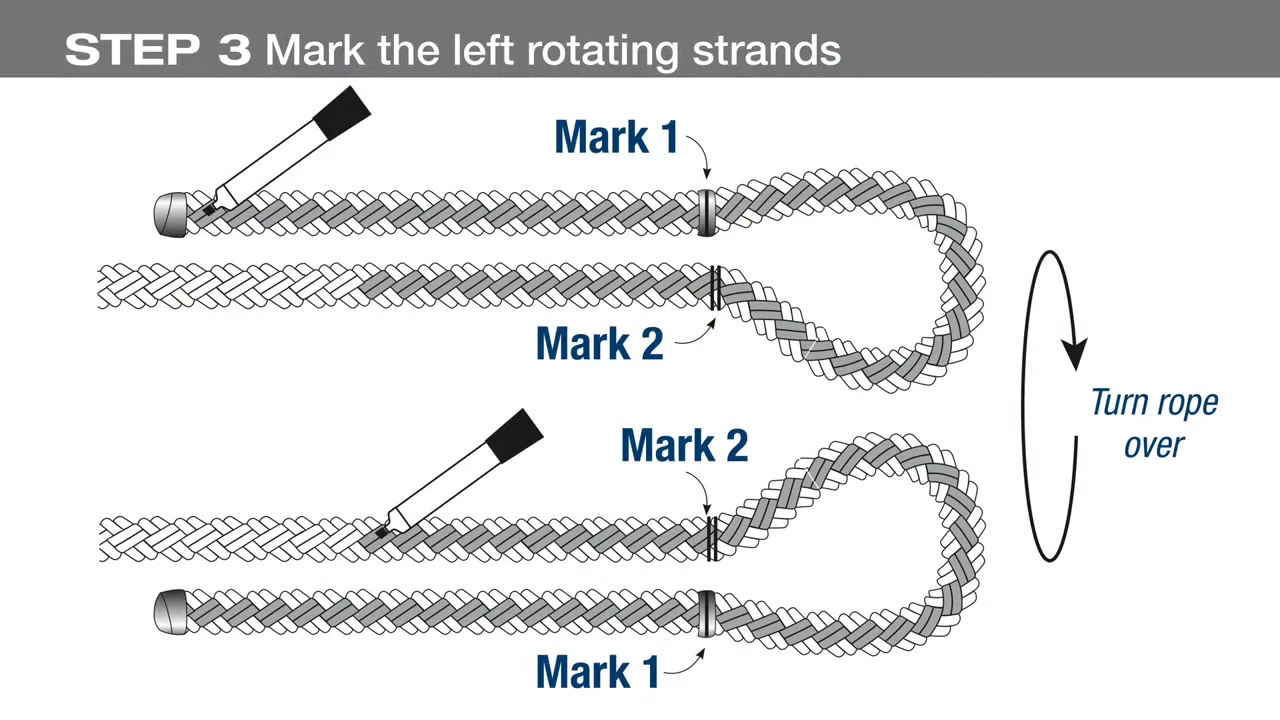 STEP 3 Mark the left rotating strands
Mark 1
Mark 2
Turn rope
over
Mark 2
Mark 1